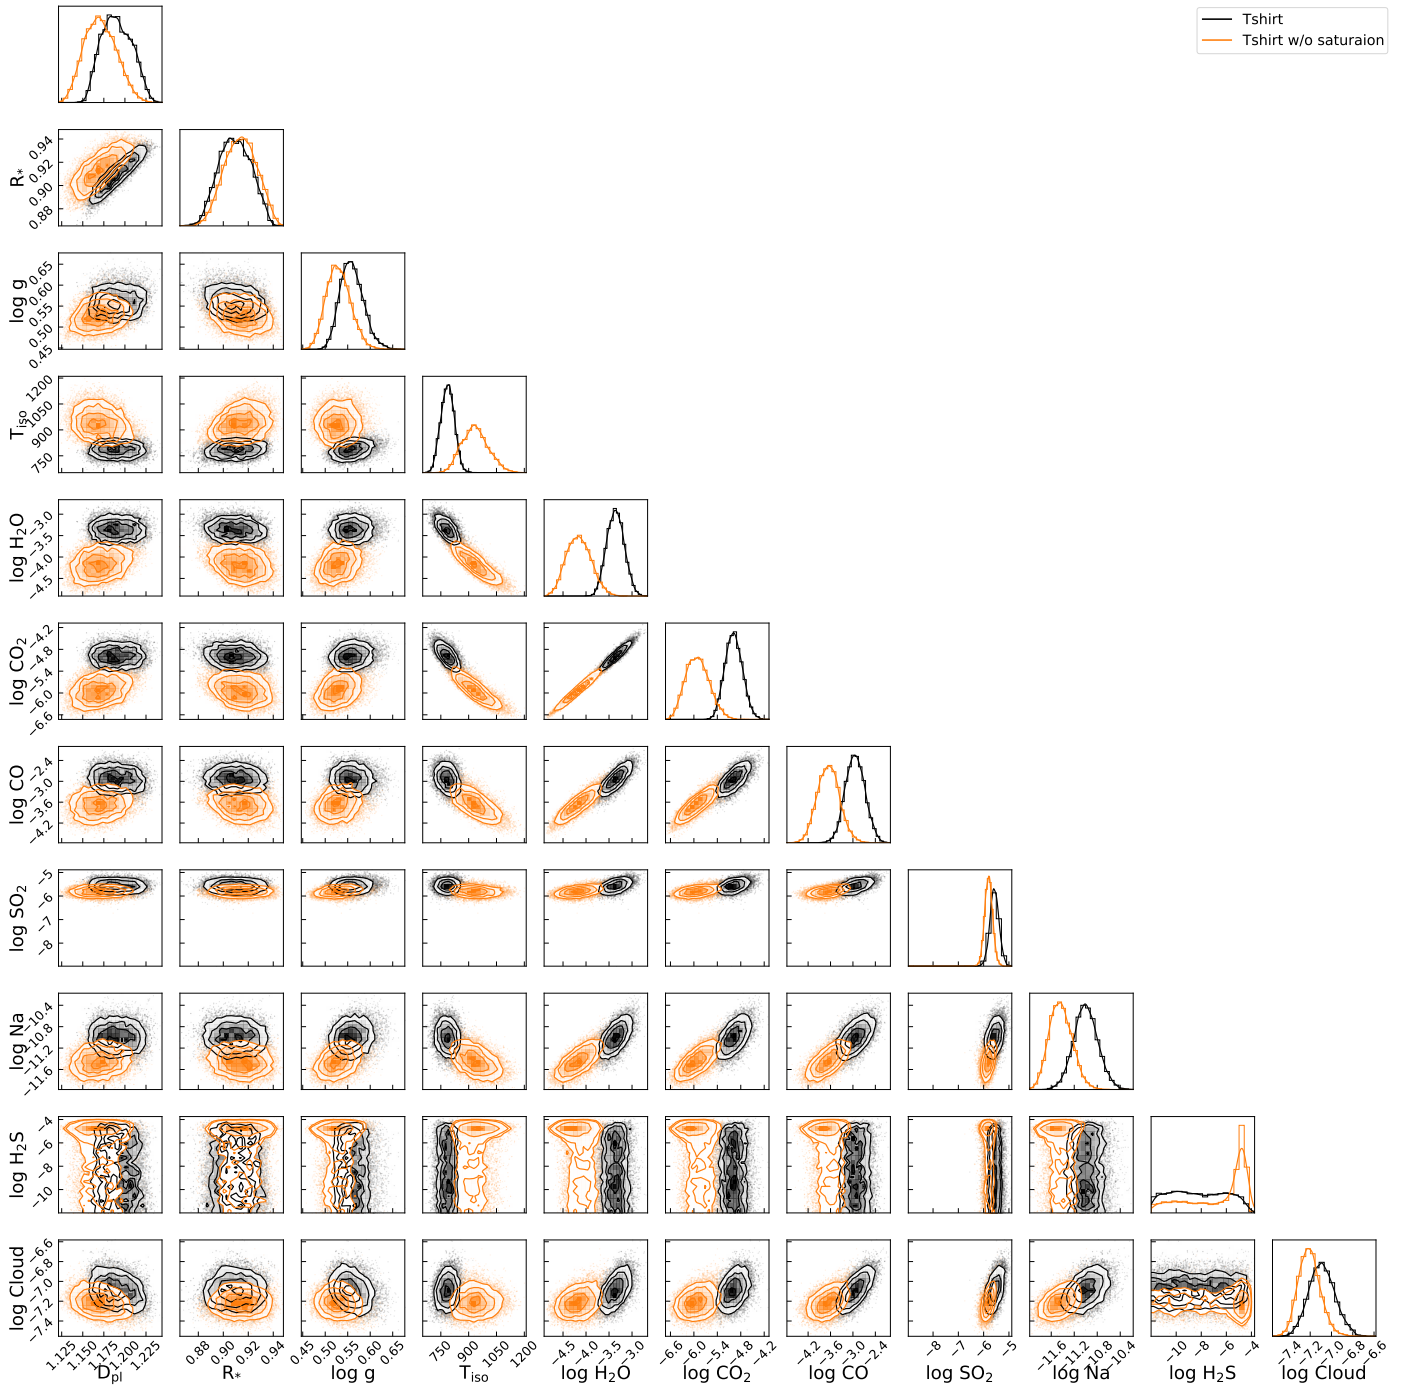 Tshirt
Tshirt w/o saturaion
R*
0.94
0.92
0.90
0.88
log g
0.65
0.60
0.55
0.50
0.45
T_iso
1200
1050
900
750
log H₂O
−3.0
−3.5
−4.0
−4.5
log CO₂
−4.2
−4.8
−5.4
−6.0
−6.6
log CO
−2.4
−3.0
−3.6
−4.2
log SO₂
−5
−6
−7
−8
log Na
−10.4
−10.8
−11.2
−11.6
log H₂S
−4
−6
−8
−10
log Cloud
−6.6
−6.8
−7.0
−7.2
−7.4
1.125 1.150 1.175 1.200 1.225
0.88 0.90 0.92 0.94
0.45 0.50 0.55 0.60 0.65
750 900 1050 1200
−4.5 −4.0 −3.5 −3.0
−6.6 −6.0 −5.4 −4.8 −4.2
−4.2 −3.6 −3.0 −2.4
−8 −7 −6 −5
−11.6 −11.2 −10.8 −10.4
−10 −8 −6 −4
−7.4 −7.2 −7.0 −6.8 −6.6
D_pl R* log g T_iso log H₂O log CO₂ log CO log SO₂ log Na log H₂S log Cloud